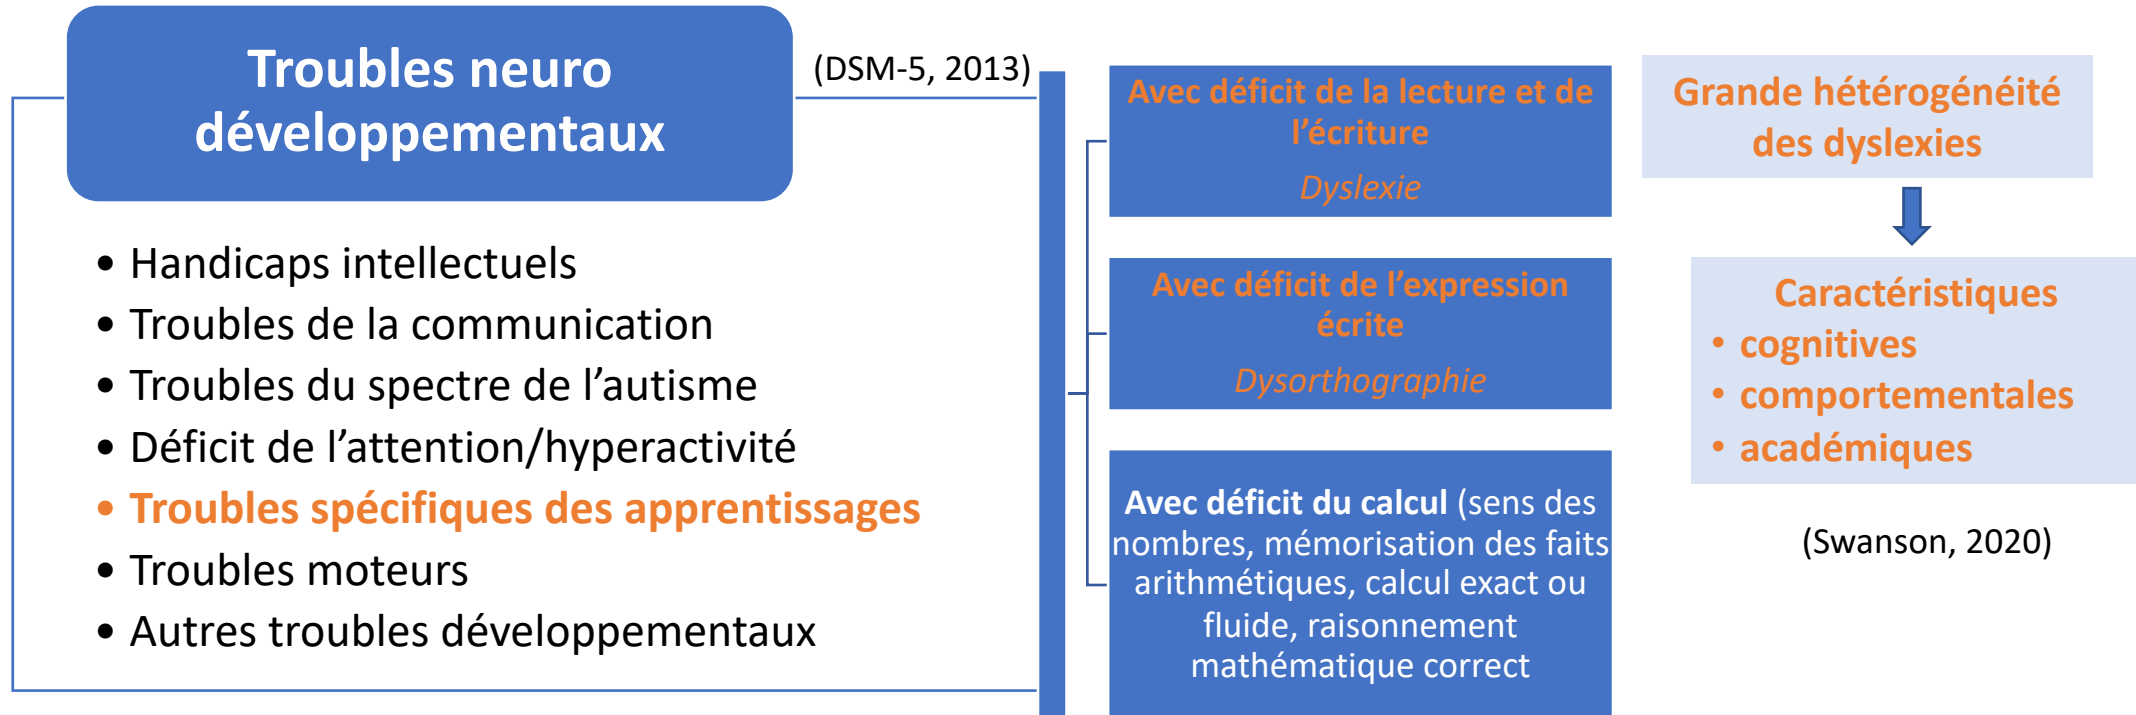 Troubles neuro
développementaux
(DSM-5, 2013)
• Handicaps intellectuels
• Troubles de la communication
• Troubles du spectre de l’autisme
• Déficit de l’attention/hyperactivité
• Troubles spécifiques des apprentissages
• Troubles moteurs
• Autres troubles développementaux
Avec déficit de la lecture et de
l’écriture
Dyslexie
Avec déficit de l’expression
écrite
Dysorthographie
Avec déficit du calcul (sens des
nombres, mémorisation des faits
arithmétiques, calcul exact ou
fluide, raisonnement
mathématique correct
Grande hétérogénéité
des dyslexies
Caractéristiques
• cognitives
• comportementales
• académiques
(Swanson, 2020)